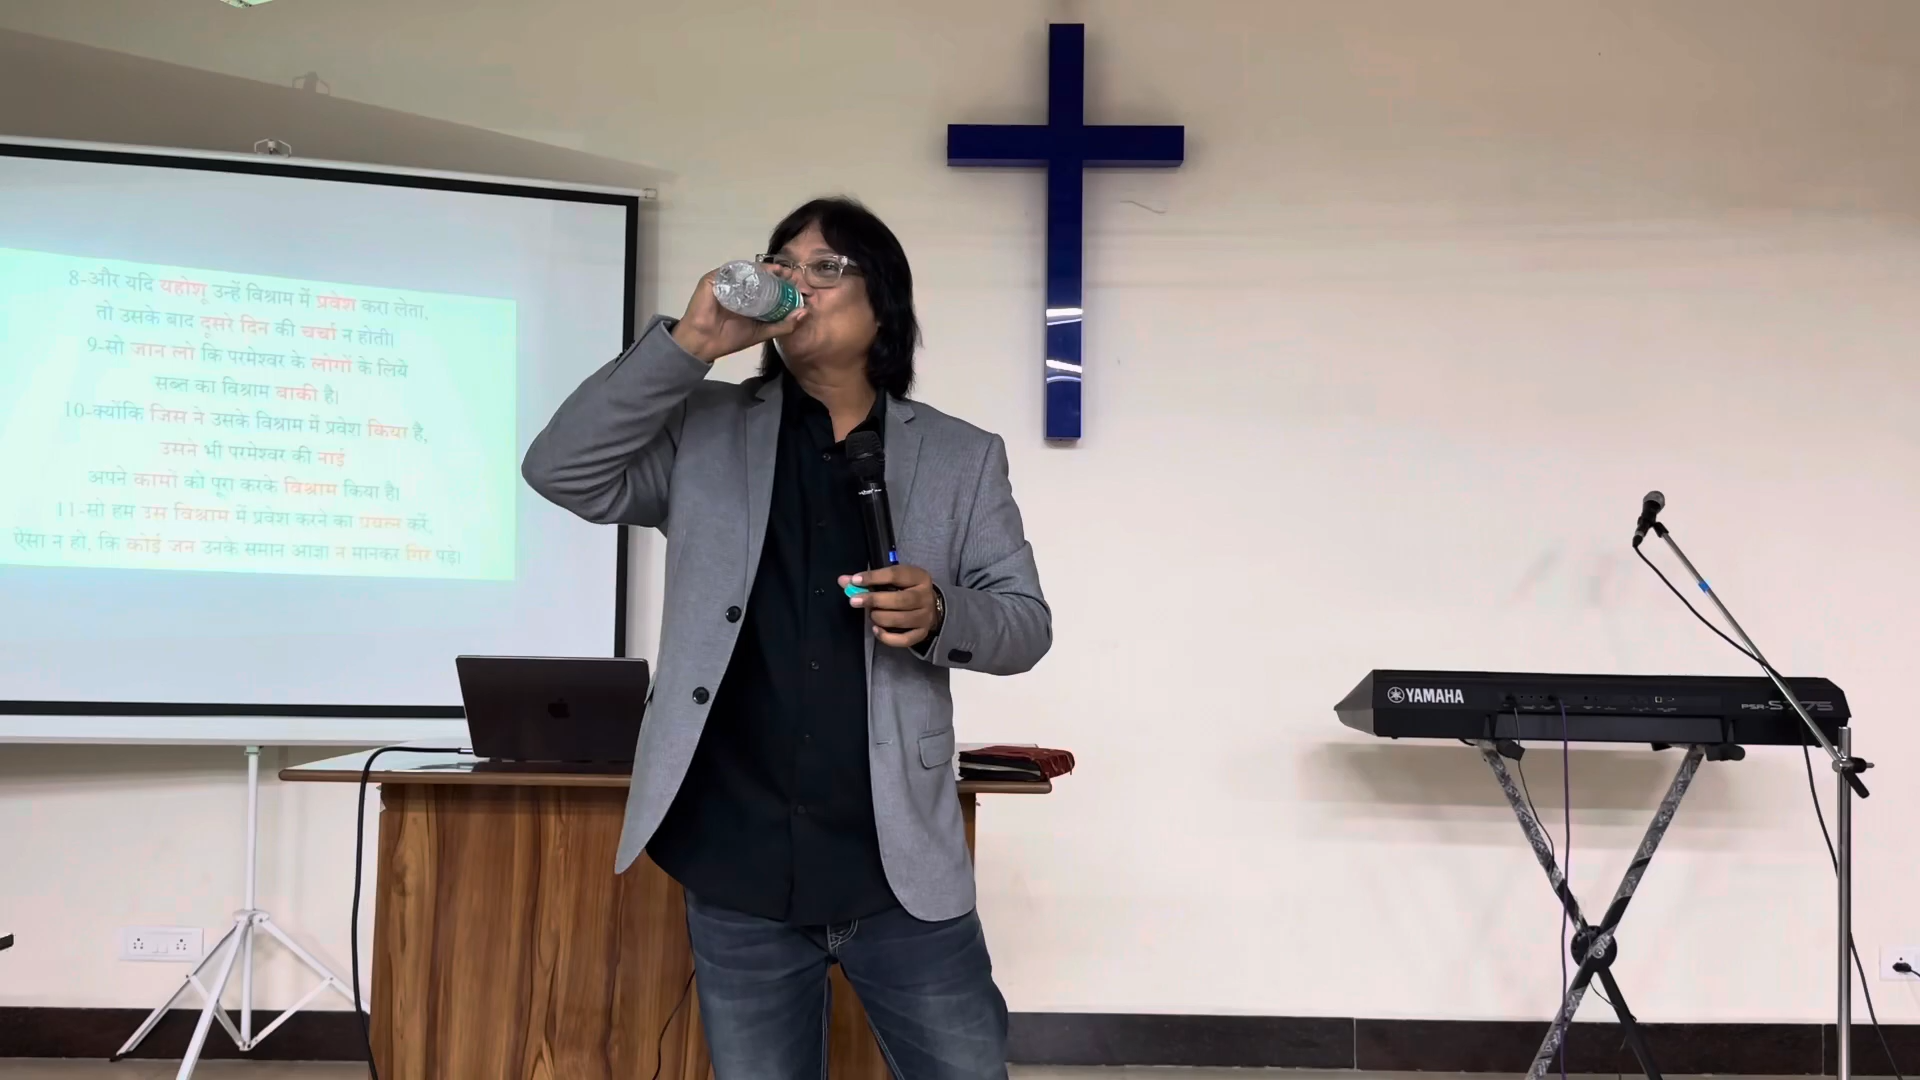 8-और यदि यहोशू उन्हें विश्राम में प्रवेश करा लेता,
तो उसके बाद दूसरे दिन की चर्चा न होती।
9-सो जान लो कि परमेश्वर के लोगों के लिये
सब्त का विश्राम बाकी है।
10-क्योंकि जिस ने उसके विश्राम में प्रवेश किया है,
उसने भी परमेश्वर की नाईं
अपने कामों को पूरा करके विश्राम किया है।
11-सो हम उस विश्राम में प्रवेश करने का प्रयत्न करें,
ऐसा न हो, कि कोई जन उनके समान आज्ञा न मानकर गिर पड़े।
YAMAHA
PSR-S775